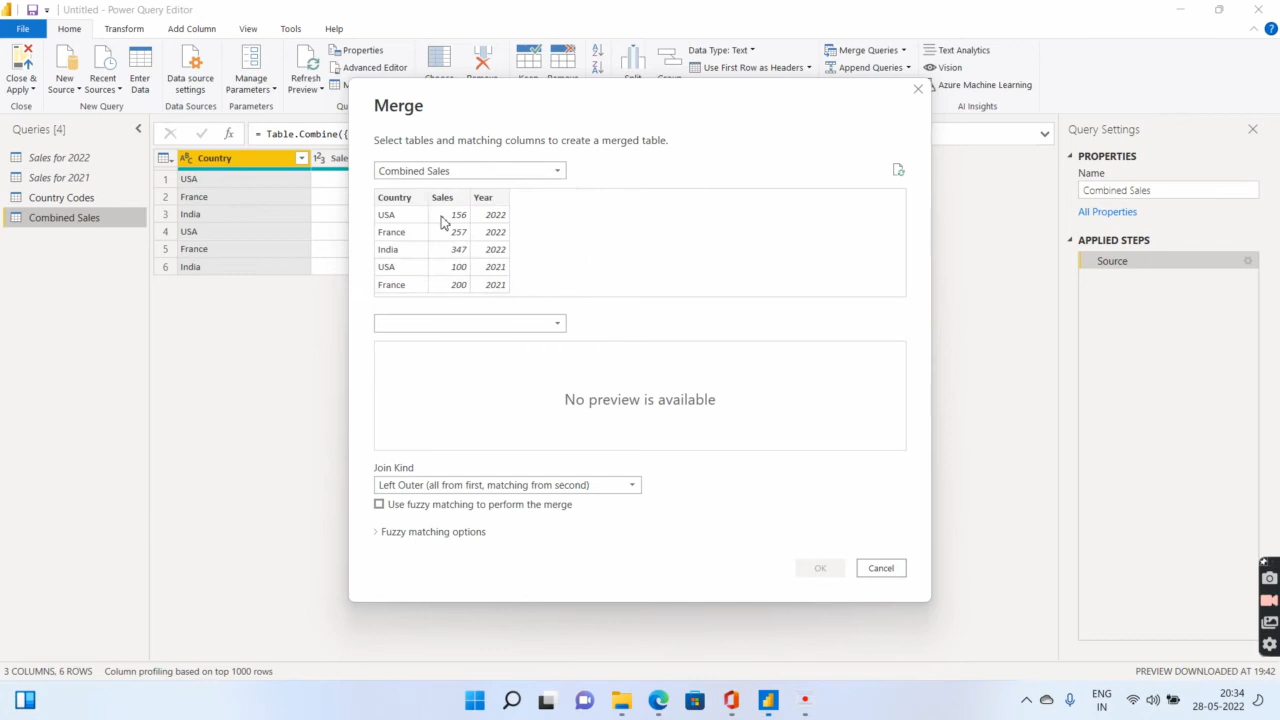 Untitled - Power Query Editor
File Home Transform Add Column View Tools Help
Close & Apply
New Source
Recent Sources
Enter Data
Data source settings
Manage Parameters
Refresh Preview
Properties
Advanced Editor
Data Type: Text
Use First Row as Headers
Merge Queries
Append Queries
Text Analytics
Vision
Azure Machine Learning
Close
New Query
Data Sources
Parameters
AI Insights
Queries [4]
Sales for 2022
Sales for 2021
Country Codes
Combined Sales
= Table.Combine({
Country
1 USA
2 France
3 India
4 USA
5 France
6 India
Merge
Select tables and matching columns to create a merged table.
Combined Sales
Country Sales Year
USA 156 2022
France 257 2022
India 347 2022
USA 100 2021
France 200 2021
No preview is available
Join Kind
Left Outer (all from first, matching from second)
Use fuzzy matching to perform the merge
Fuzzy matching options
OK Cancel
Query Settings
PROPERTIES
Name
Combined Sales
All Properties
APPLIED STEPS
Source
3 COLUMNS, 6 ROWS Column profiling based on top 1000 rows
PREVIEW DOWNLOADED AT 19:42
ENG
IN
20:34
28-05-2022